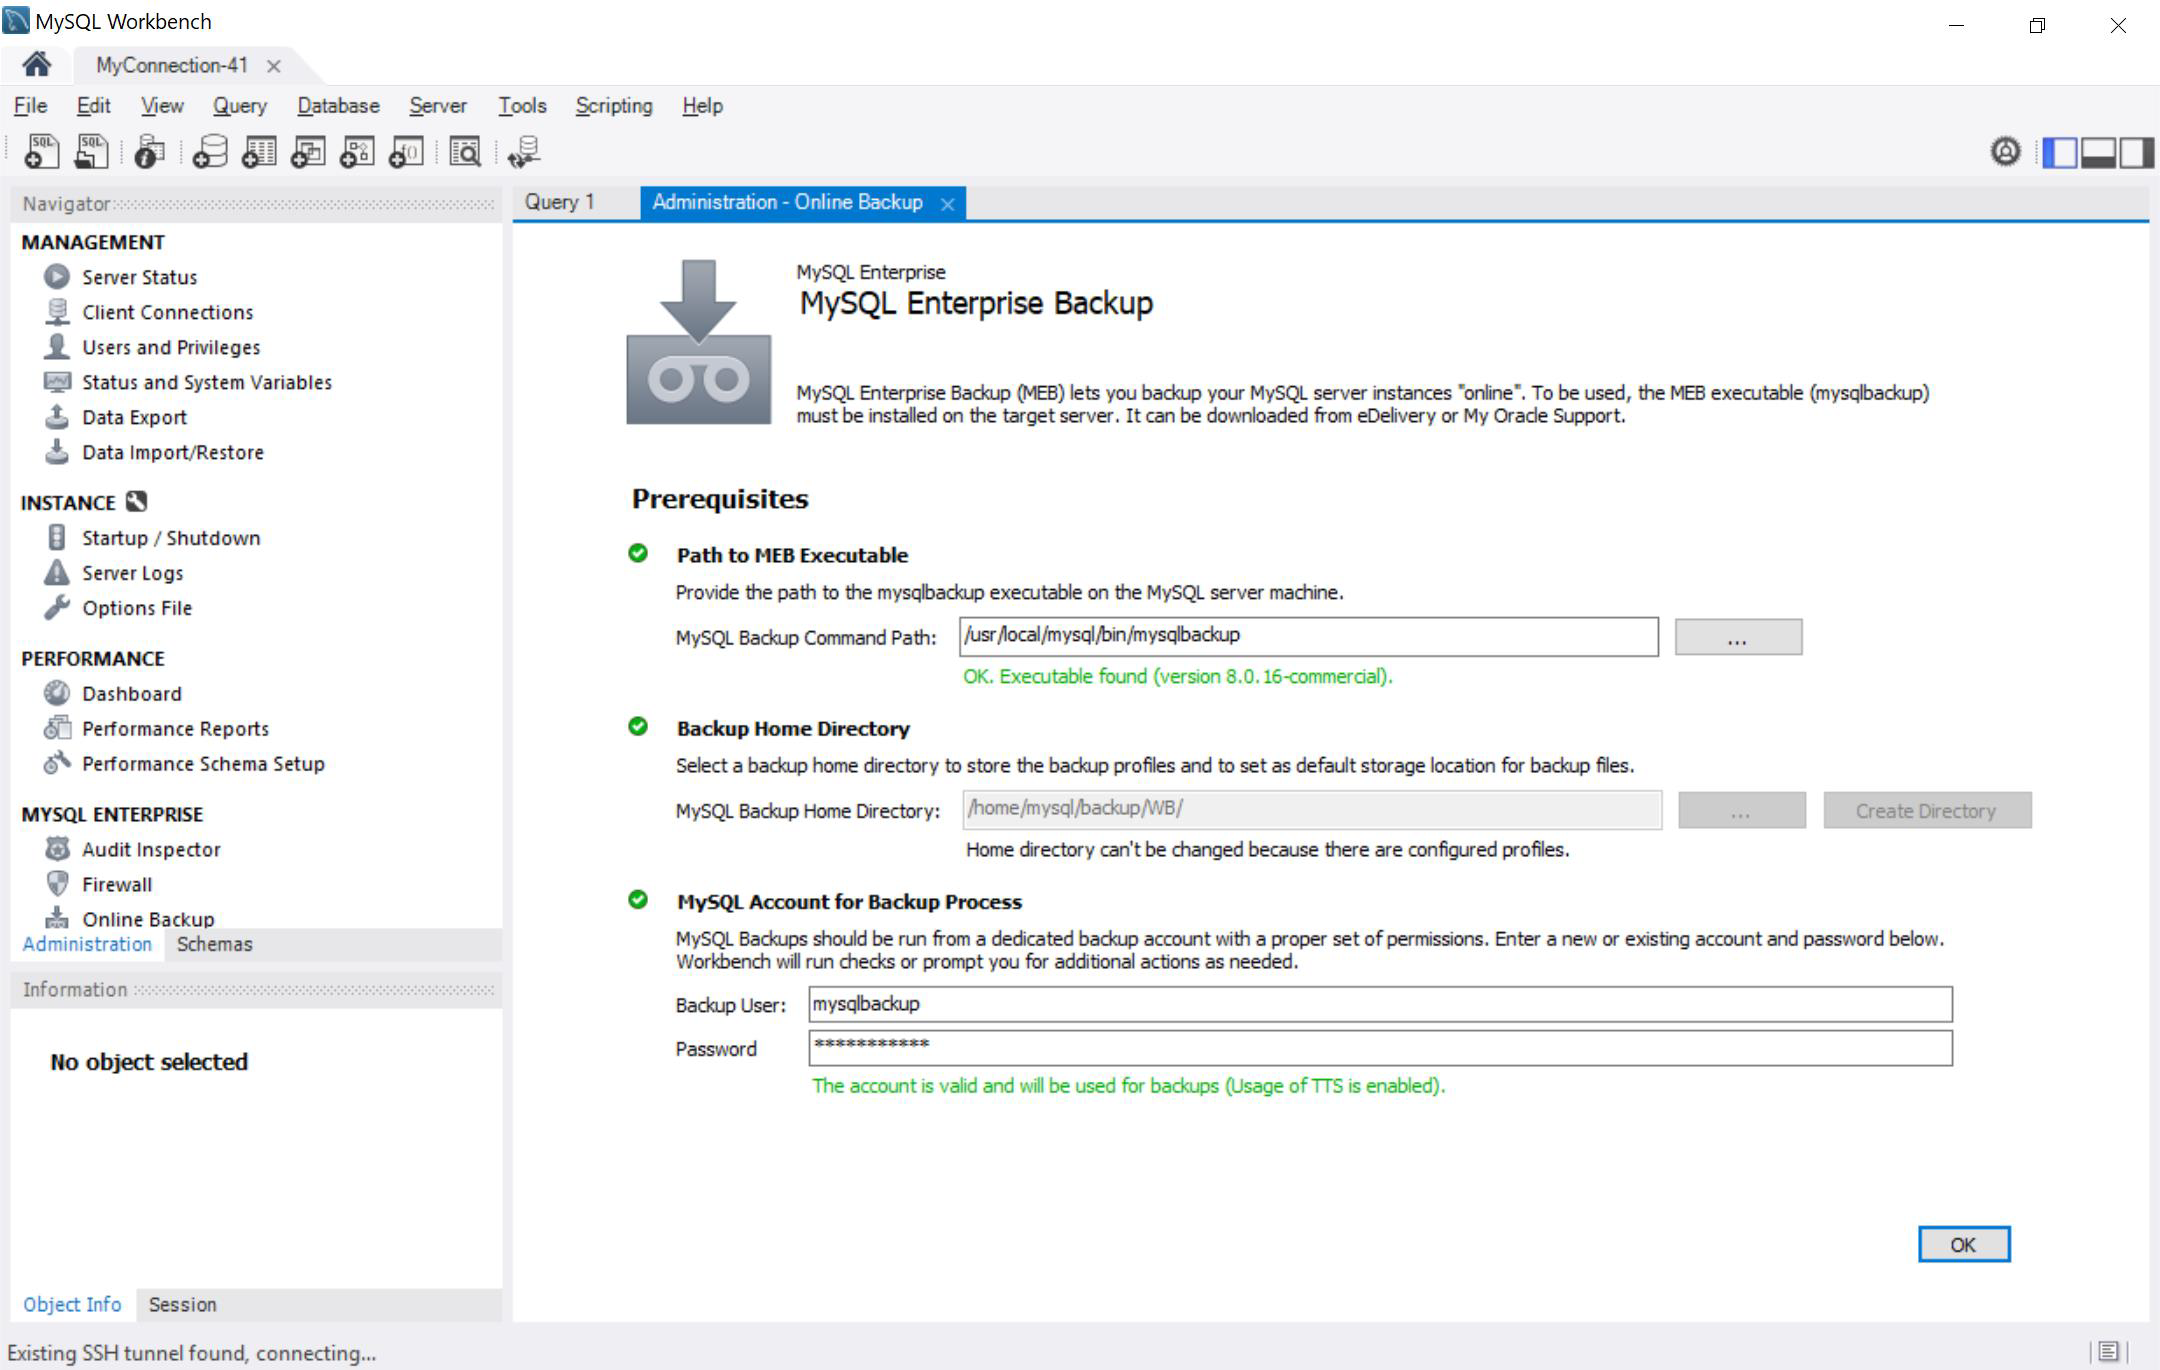 MySQL Workbench
MyConnection-41
File Edit View Query Database Server Tools Scripting Help
SQL SQL f()
Navigator
MANAGEMENT
Server Status
Client Connections
Users and Privileges
Status and System Variables
Data Export
Data Import/Restore
INSTANCE
Startup / Shutdown
Server Logs
Options File
PERFORMANCE
Dashboard
Performance Reports
Performance Schema Setup
MYSQL ENTERPRISE
Audit Inspector
Firewall
Online Backup
Administration Schemas
Information
No object selected
Object Info Session
Query 1 Administration - Online Backup
MySQL Enterprise
MySQL Enterprise Backup
MySQL Enterprise Backup (MEB) lets you backup your MySQL server instances "online". To be used, the MEB executable (mysqlbackup)
must be installed on the target server. It can be downloaded from eDelivery or My Oracle Support.
Prerequisites
Path to MEB Executable
Provide the path to the mysqlbackup executable on the MySQL server machine.
MySQL Backup Command Path: /usr/local/mysql/bin/mysqlbackup ...
OK. Executable found (version 8.0.16-commercial).
Backup Home Directory
Select a backup home directory to store the backup profiles and to set as default storage location for backup files.
MySQL Backup Home Directory: /home/mysql/backup/WB/ ... Create Directory
Home directory can't be changed because there are configured profiles.
MySQL Account for Backup Process
MySQL Backups should be run from a dedicated backup account with a proper set of permissions. Enter a new or existing account and password below.
Workbench will run checks or prompt you for additional actions as needed.
Backup User: mysqlbackup
Password ***********
The account is valid and will be used for backups (Usage of TTS is enabled).
OK
Existing SSH tunnel found, connecting...